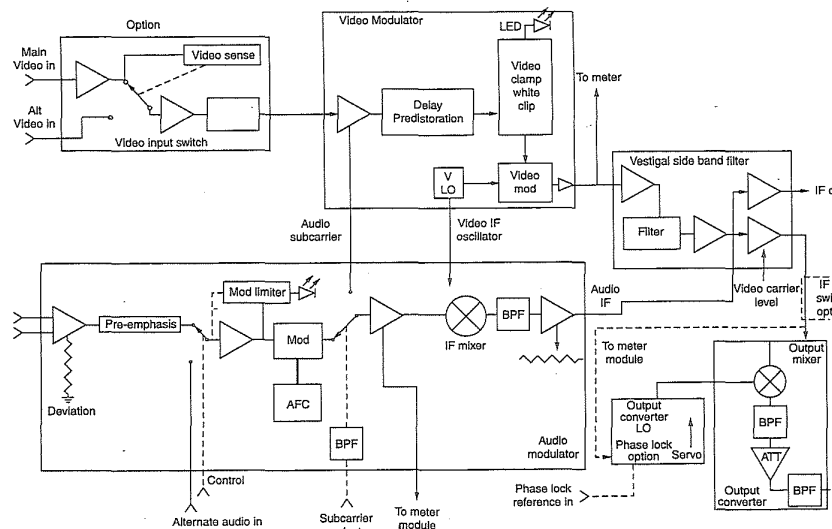 Option
Main
Video in
Video sense
Alt
Video in
Video input switch
Video Modulator
LED
Delay
Predistoration
Video
clamp
white
clip
V
LO
Video
mod
To meter
Vestigal side band filter
Filter
IF
Video carrier
level
Audio
subcarrier
Video IF
oscillator
Audio
IF
Pre-emphasis
Mod limiter
Mod
AFC
Deviation
IF mixer
BPF
BPF
Audio
modulator
Control
Alternate audio in
Subcarrier
To meter
module
To meter
module
IF
Output
mixer
Output
converter
LO
Phase lock
option
Servo
Phase lock
reference in
BPF
ATT
BPF
Output
converter